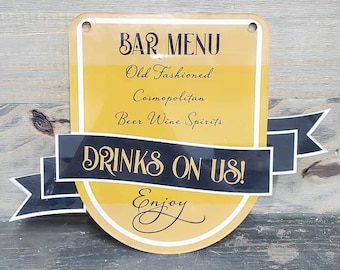 BAR MENU
Old Fashioned
Cosmopolitan
Beer Wine Spirits
DRINKS ON US!
Enjoy